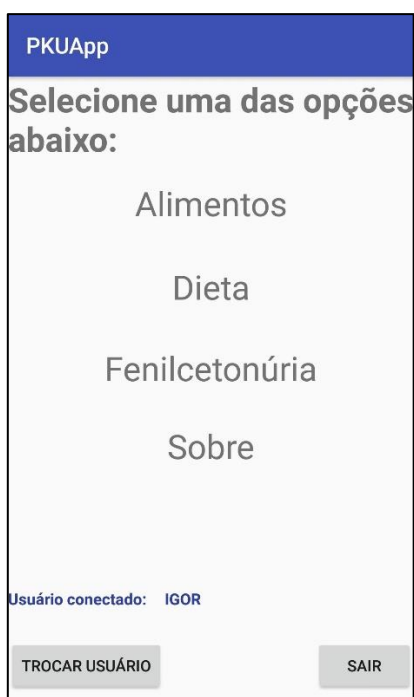 PKUApp
Selecione uma das opções
abaixo:
Alimentos
Dieta
Fenilcetonúria
Sobre
Usuário conectado: IGOR
TROCAR USUÁRIO SAIR